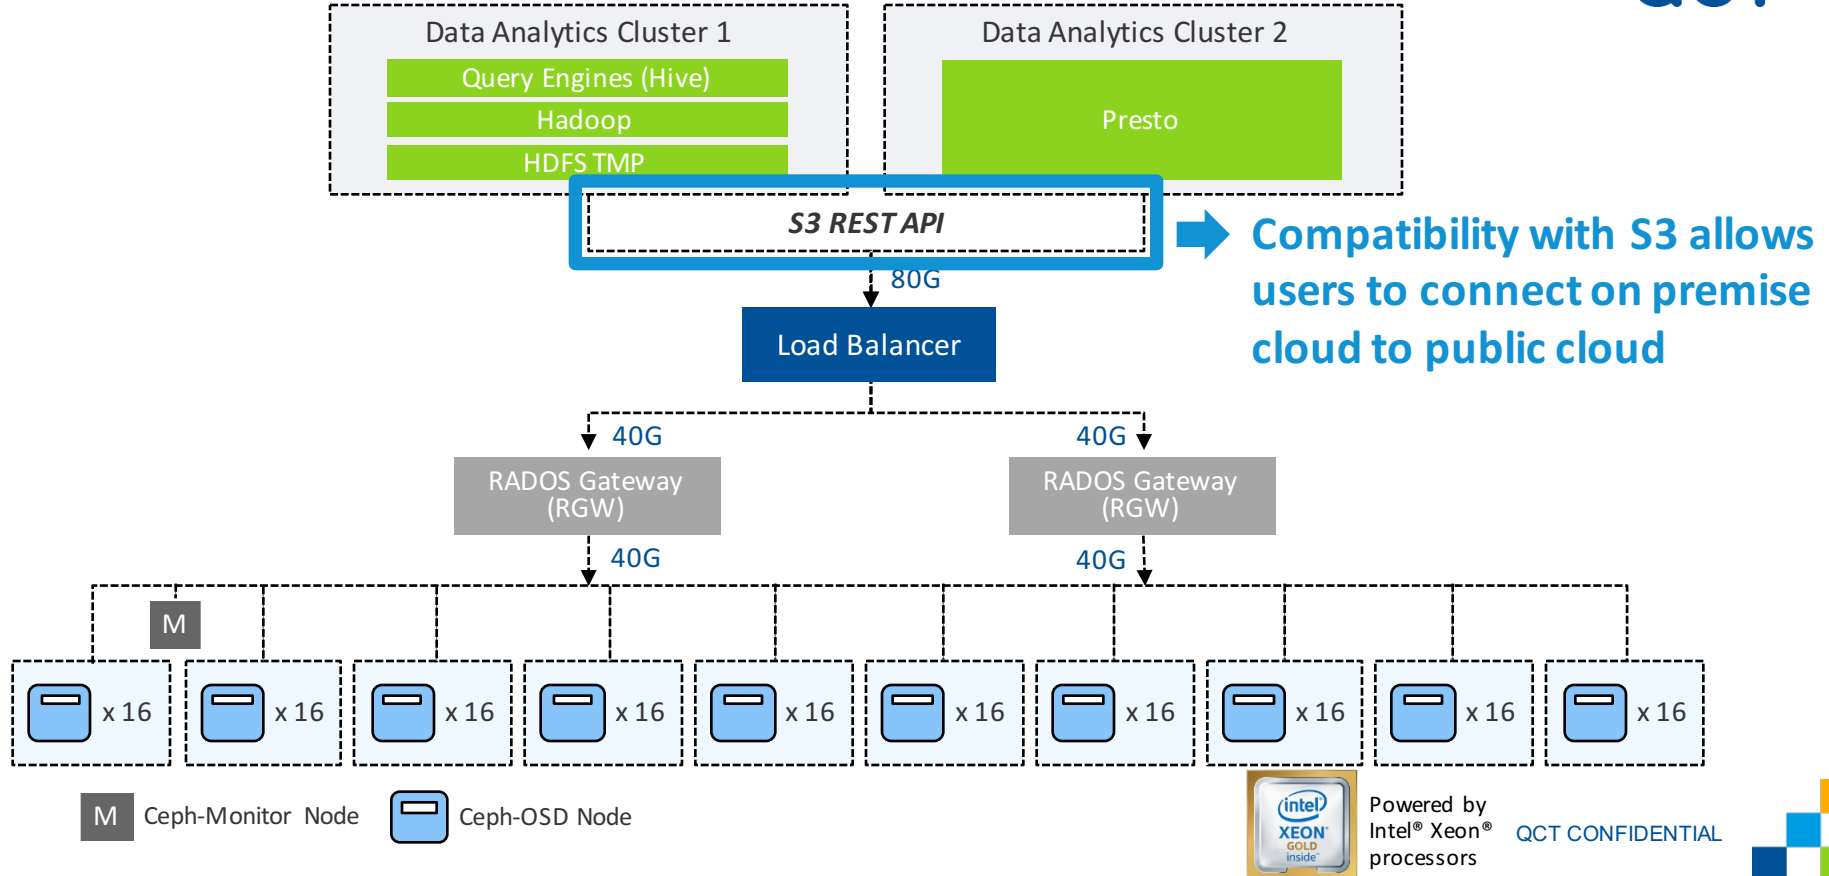 Data Analytics Cluster 1
Query Engines (Hive)
Hadoop
HDFS TMP
Data Analytics Cluster 2
Presto
S3 REST API
Compatibility with S3 allows
users to connect on premise
cloud to public cloud
80G
Load Balancer
40G
40G
RADOS Gateway
(RGW)
RADOS Gateway
(RGW)
40G
40G
M
x 16
x 16
x 16
x 16
x 16
x 16
x 16
x 16
x 16
x 16
M
Ceph-Monitor Node
Ceph-OSD Node
intel
XEON
GOLD
inside™
Powered by
Intel® Xeon®
processors
QCT CONFIDENTIAL